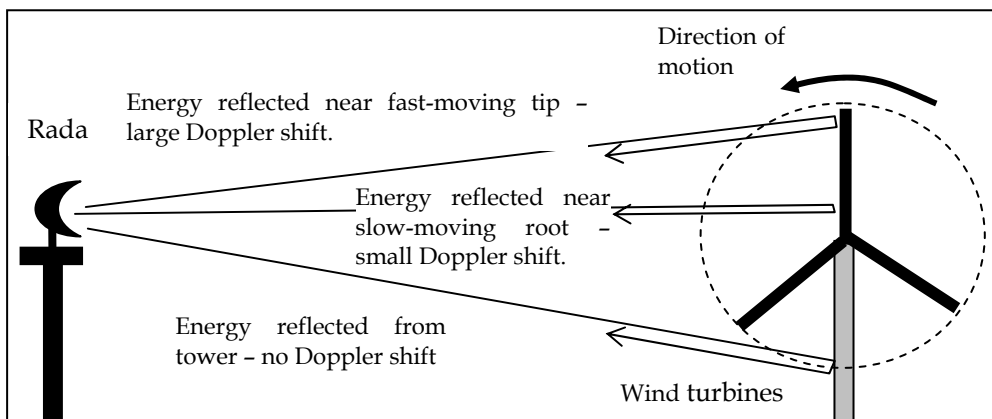 Direction of
motion
Energy reflected near fast-moving tip –
large Doppler shift.
Rada
Energy reflected near
slow-moving root –
small Doppler shift.
Energy reflected from
tower – no Doppler shift
Wind turbines